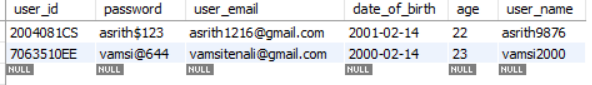 user_id password user_email date_of_birth age user_name
2004081CS asrith$123 asrith1216@gmail.com 2001-02-14 22 asrith9876
7063510EE vamsi@644 vamsitenali@gmail.com 2000-02-14 23 vamsi2000
NULL NULL NULL NULL NULL NULL